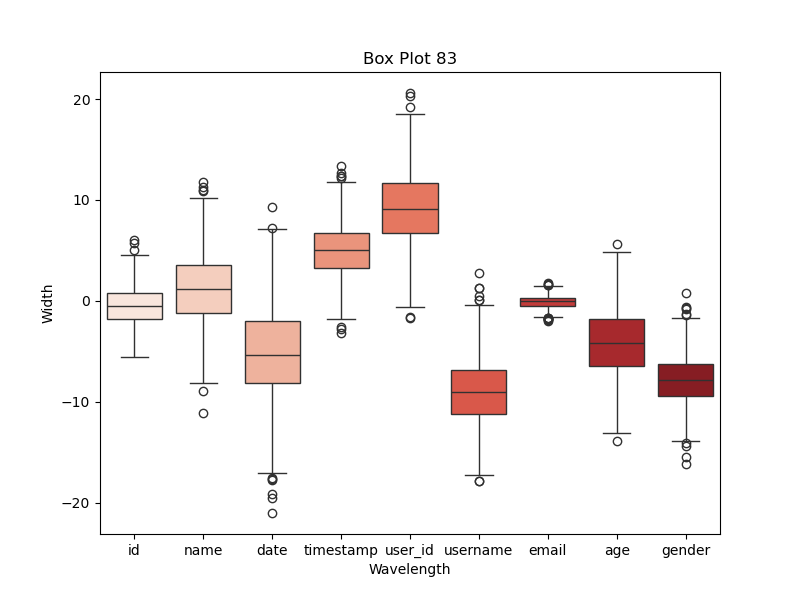 Box Plot 83
Width
20
10
0
−10
−20
id name date timestamp user_id username email age gender
Wavelength